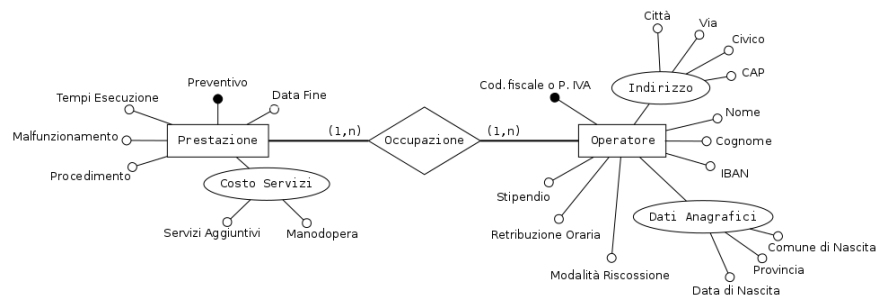 Città
Via
Civico
CAP
Indirizzo
Preventivo
Cod. fiscale o P. IVA
Tempi Esecuzione
Data Fine
Nome
Malfunzionamento
Prestazione
(1,n)
Occupazione
(1,n)
Operatore
Cognome
Procedimento
IBAN
Costo Servizi
Stipendio
Servizi Aggiuntivi
Manodopera
Retribuzione Oraria
Dati Anagrafici
Comune di Nascita
Modalità Riscossione
Provincia
Data di Nascita